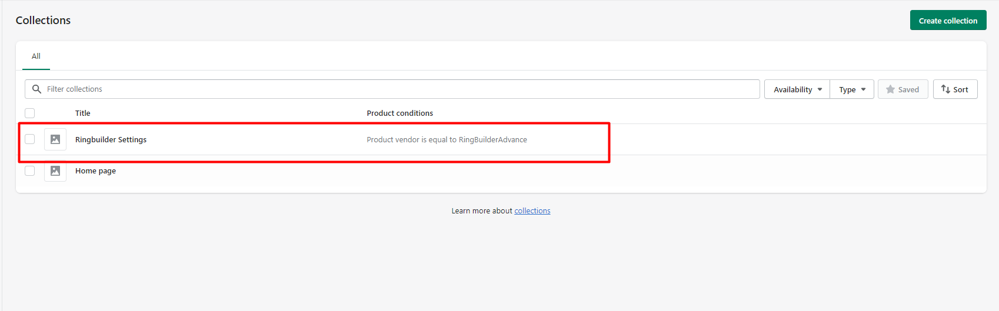 Collections
Create collection
All
Filter collections
Availability
Type
Saved
Sort
Title
Product conditions
Ringbuilder Settings
Product vendor is equal to RingBuilderAdvance
Home page
Learn more about collections